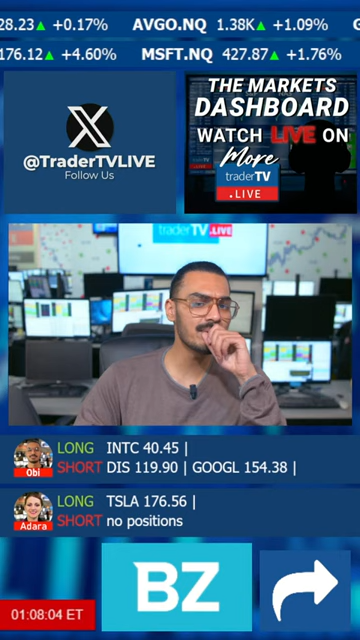 28.23▲ +0.17% AVGO.NQ 1.38K▲ +1.09%
176.12▲ +4.60% MSFT.NQ 427.87▲ +1.76%
X
@TraderTVLIVE
Follow Us
THE MARKETS
DASHBOARD
WATCH LIVE ON
More
traderTV
.LIVE
traderTV .LIVE
LONG INTC 40.45 |
SHORT DIS 119.90 | GOOGL 154.38 |
Obi
LONG TSLA 176.56 |
SHORT no positions
Adara
01:08:04 ET
BZ